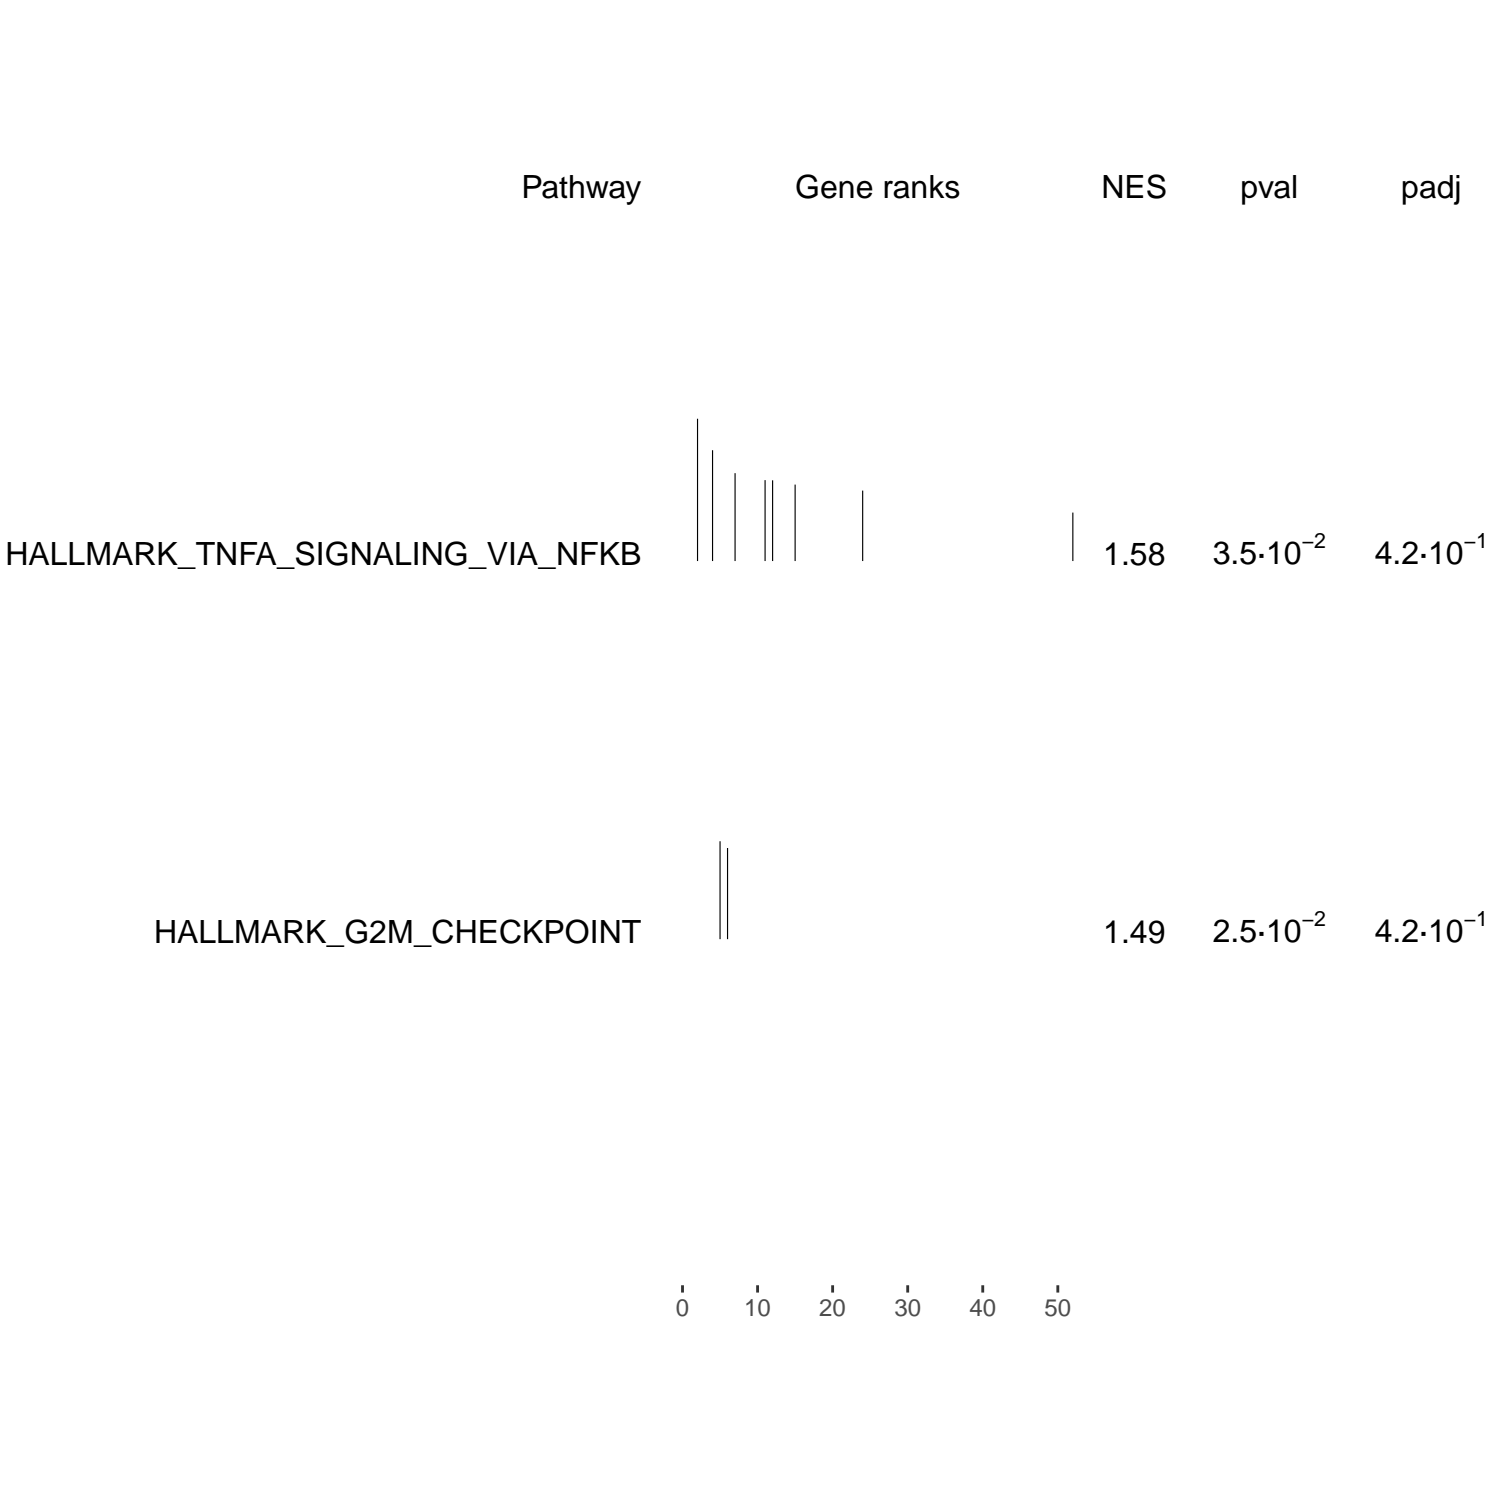 Pathway Gene ranks NES pval padj
HALLMARK_TNFA_SIGNALING_VIA_NFKB 1.58 3.5·10⁻² 4.2·10⁻¹
HALLMARK_G2M_CHECKPOINT 1.49 2.5·10⁻² 4.2·10⁻¹
0 10 20 30 40 50